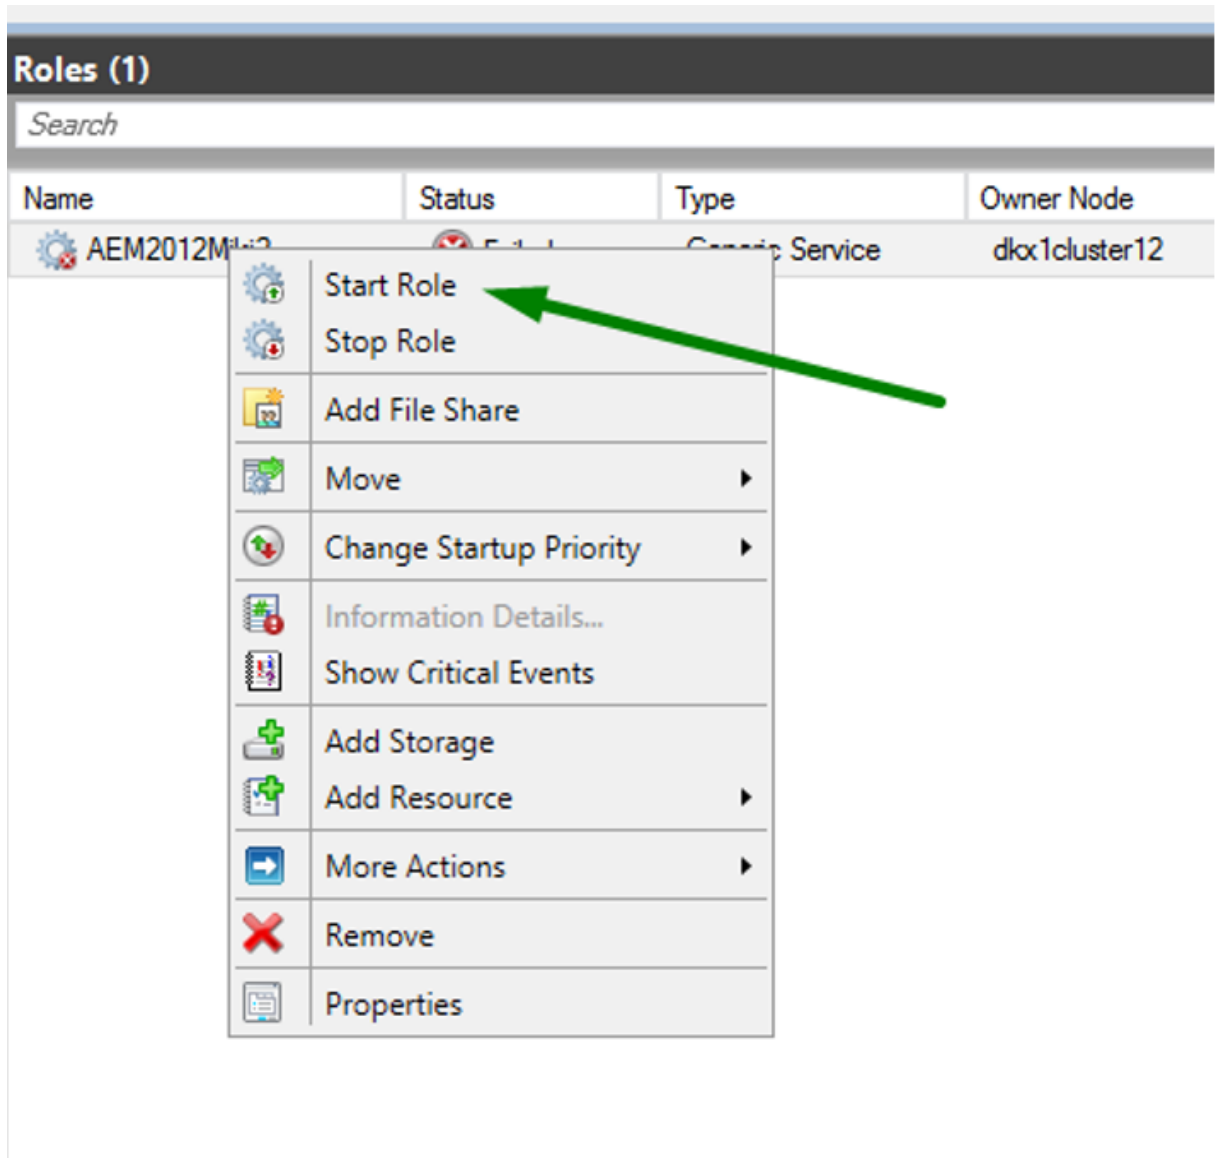 Roles (1)
Search
Name Status Type Owner Node
Service dkx1cluster12
Start Role
Stop Role
Add File Share
Move
Change Startup Priority
Information Details...
Show Critical Events
Add Storage
Add Resource
More Actions
Remove
Properties